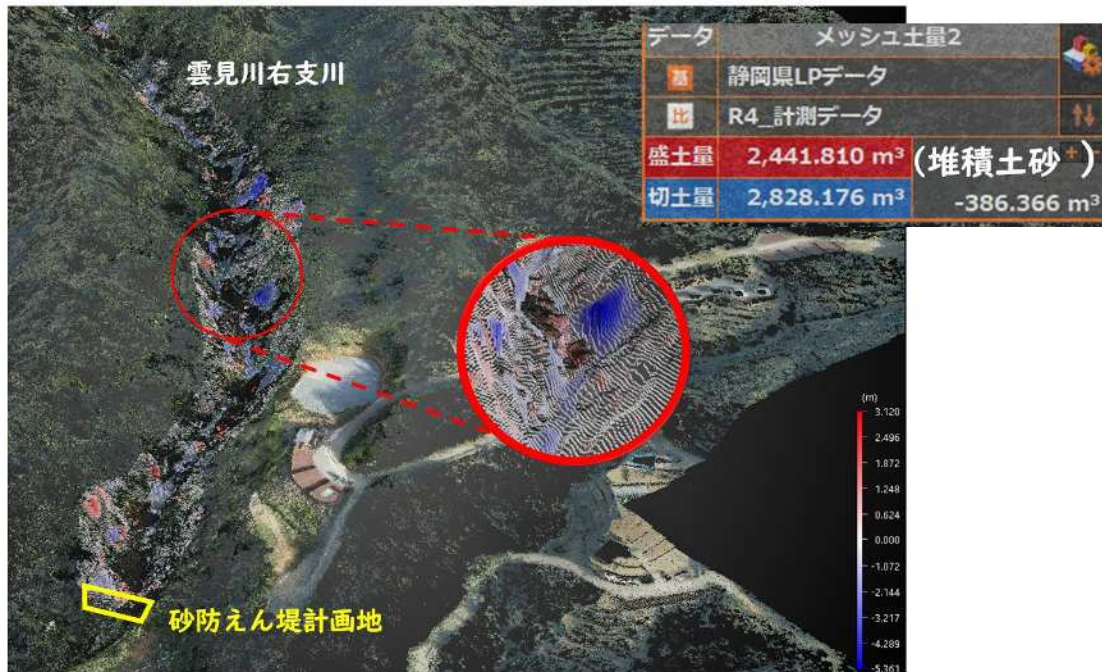 雲見川右支川
データ メッシュ土量2
基 静岡県LPデータ
比 R4_計測データ
盛土量 2,441.810 m³ (堆積土砂 )
切土量 2,828.176 m³ -386.366 m³
(m)
3.120
2.496
1.872
1.248
0.624
0.000
-1.072
-2.144
-3.217
-4.289
-5.361
砂防えん堤計画地